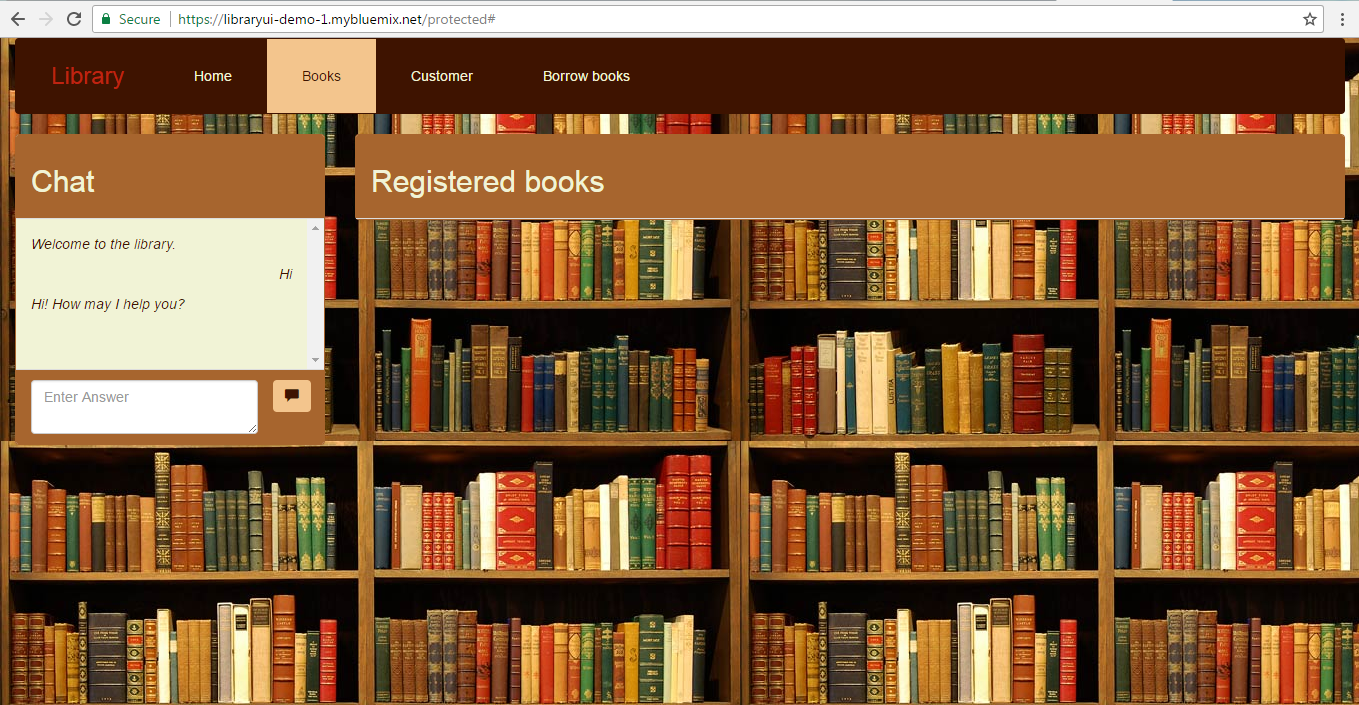 Secure https://libraryui-demo-1.mybluemix.net/protected#
Library Home Books Customer Borrow books
Chat
Welcome to the library.
Hi
Hi! How may I help you?
Enter Answer
Registered books
LUSTRA